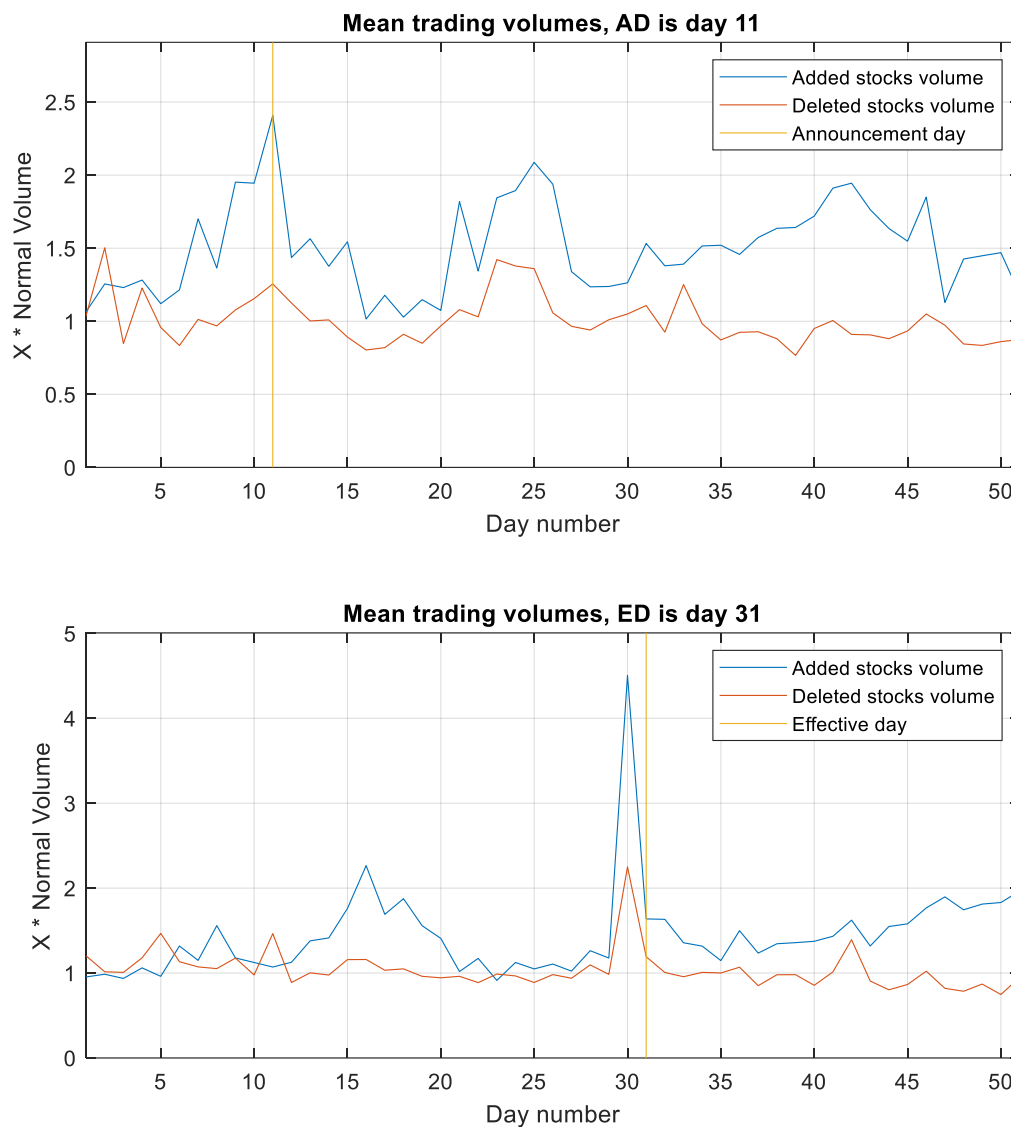 Mean trading volumes, AD is day 11
Added stocks volume
Deleted stocks volume
Announcement day
X * Normal Volume
2.5
2
1.5
1
0.5
0
5 10 15 20 25 30 35 40 45 50
Day number
Mean trading volumes, ED is day 31
Added stocks volume
Deleted stocks volume
Effective day
X * Normal Volume
5
4
3
2
1
0
5 10 15 20 25 30 35 40 45 50
Day number